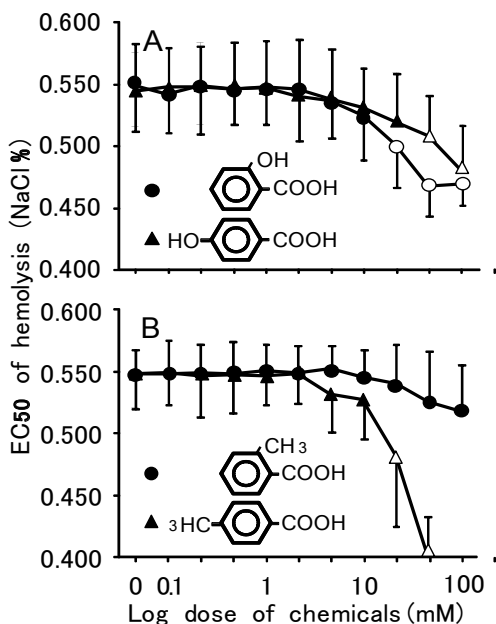 0.600
A
0.550
0.500
OH
COOH
0.450
HO
COOH
0.400
EC50 of hemolysis (NaCl%)
0.600
B
0.550
0.500
CH3
COOH
0.450
3HC
COOH
0.400
0 0.1 1 10 100
Log dose of chemicals(mM)